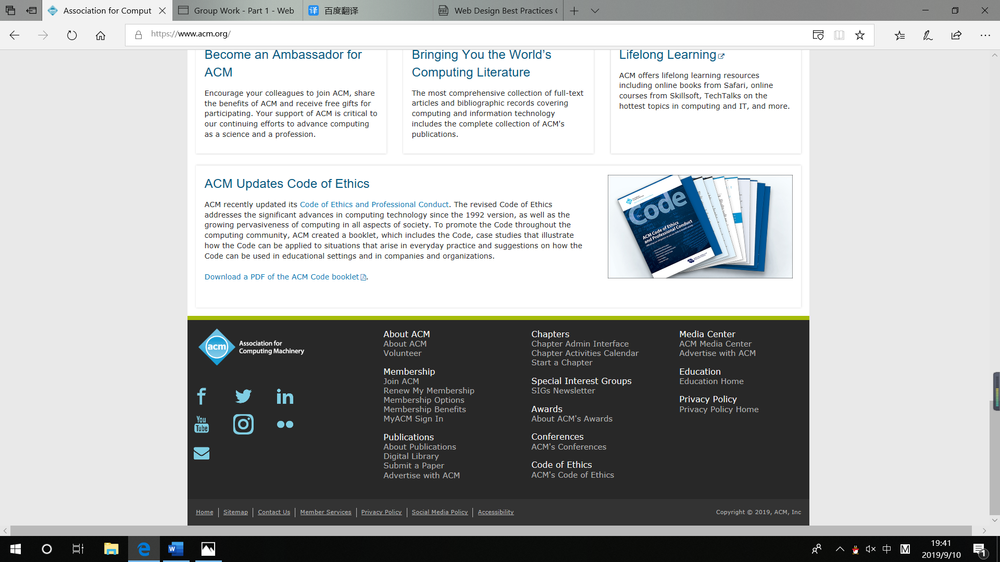 Association for Comput
Group Work - Part 1 - Web
译 百度翻译
PDF Web Design Best Practices
https://www.acm.org/
Become an Ambassador for
ACM
Encourage your colleagues to join ACM, share
the benefits of ACM and receive free gifts for
participating. Your support of ACM is critical to
our continuing efforts to advance computing
as a science and a profession.
Bringing You the World’s
Computing Literature
The most comprehensive collection of full-text
articles and bibliographic records covering
computing and information technology
includes the complete collection of ACM's
publications.
Lifelong Learning
ACM offers lifelong learning resources
including online books from Safari, online
courses from Skillsoft, TechTalks on the
hottest topics in computing and IT, and more.
ACM Updates Code of Ethics
ACM recently updated its Code of Ethics and Professional Conduct. The revised Code of Ethics
addresses the significant advances in computing technology since the 1992 version, as well as the
growing pervasiveness of computing in all aspects of society. To promote the Code throughout the
computing community, ACM created a booklet, which includes the Code, case studies that illustrate
how the Code can be applied to situations that arise in everyday practice and suggestions on how the
Code can be used in educational settings and in companies and organizations.
Download a PDF of the ACM Code booklet.
The Code
ACM Code of Ethics
and Professional Conduct
acm Association for
Computing Machinery
You
Tube
About ACM
About ACM
Volunteer
Membership
Join ACM
Renew My Membership
Membership Options
Membership Benefits
MyACM Sign In
Publications
About Publications
Digital Library
Submit a Paper
Advertise with ACM
Chapters
Chapter Admin Interface
Chapter Activities Calendar
Start a Chapter
Special Interest Groups
SIGs Newsletter
Awards
About ACM's Awards
Conferences
ACM's Conferences
Code of Ethics
ACM's Code of Ethics
Media Center
ACM Media Center
Advertise with ACM
Education
Education Home
Privacy Policy
Privacy Policy Home
Home Sitemap Contact Us Member Services Privacy Policy Social Media Policy Accessibility
Copyright © 2019, ACM, Inc
中 M
19:41
2019/9/10
1